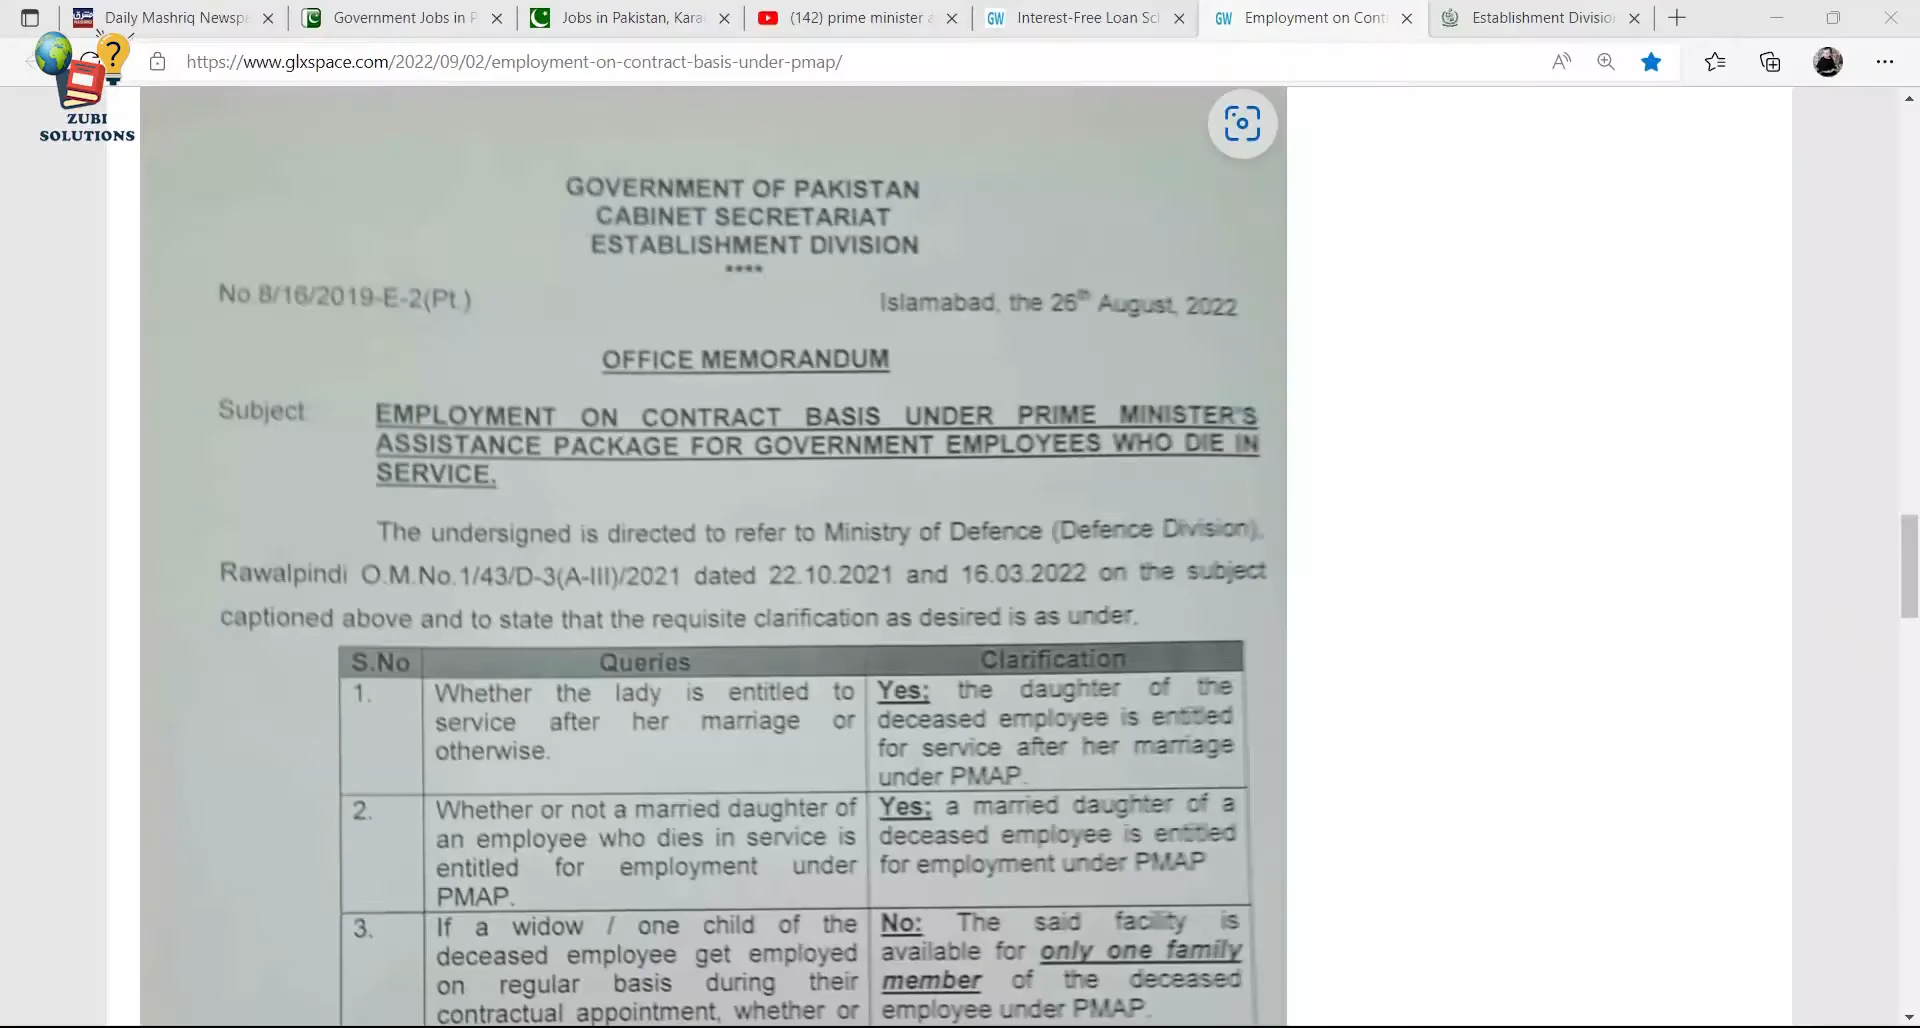 Daily Mashriq Newspa
Government Jobs in P
Jobs in Pakistan, Kara
(142) prime minister a
Interest-Free Loan Sc
Employment on Cont
Establishment Divisio
https://www.glxspace.com/2022/09/02/employment-on-contract-basis-under-pmap/
ZUBI
SOLUTIONS
GOVERNMENT OF PAKISTAN
CABINET SECRETARIAT
ESTABLISHMENT DIVISION
****
No.8/16/2019-E-2(Pt.)
Islamabad, the 26th August, 2022
OFFICE MEMORANDUM
Subject:
EMPLOYMENT ON CONTRACT BASIS UNDER PRIME MINISTER'S
ASSISTANCE PACKAGE FOR GOVERNMENT EMPLOYEES WHO DIE IN
SERVICE.
The undersigned is directed to refer to Ministry of Defence (Defence Division),
Rawalpindi O.M.No.1/43/D-3(A-III)/2021 dated 22.10.2021 and 16.03.2022 on the subject
captioned above and to state that the requisite clarification as desired is as under.
S.No Queries Clarification
1.
Whether the lady is entitled to
service after her marriage or
otherwise.
Yes; the daughter of the
deceased employee is entitled
for service after her marriage
under PMAP.
2.
Whether or not a married daughter of
an employee who dies in service is
entitled for employment under
PMAP.
Yes; a married daughter of a
deceased employee is entitled
for employment under PMAP
3.
If a widow / one child of the
deceased employee get employed
on regular basis during their
contractual appointment, whether or
No: The said facility is
available for only one family
member of the deceased
employee under PMAP.